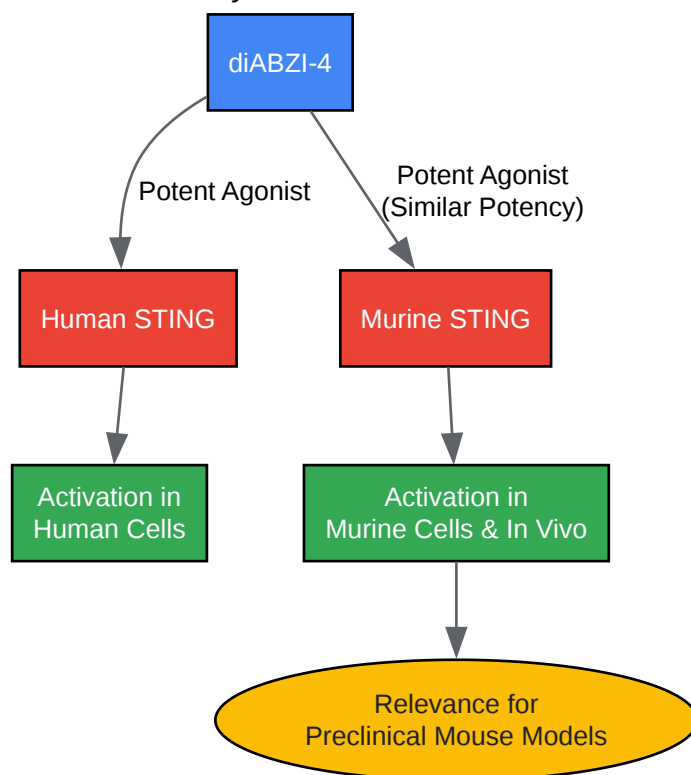 diABZI-4
Potent Agonist
Potent Agonist
(Similar Potency)
Human STING
Murine STING
Activation in
Human Cells
Activation in
Murine Cells & In Vivo
Relevance for
Preclinical Mouse Models